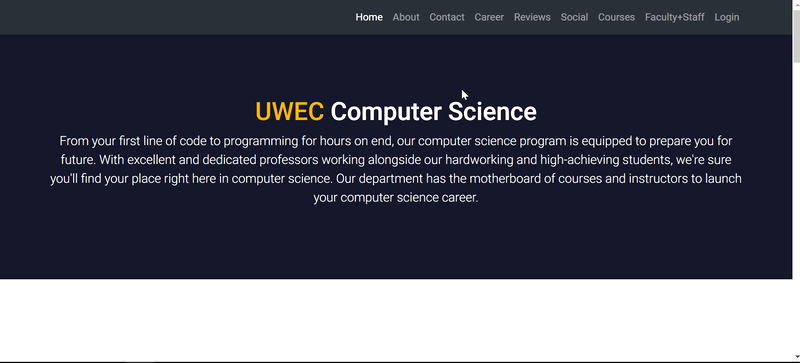 Home About Contact Career Reviews Social Courses Faculty+Staff Login
UWEC Computer Science
From your first line of code to programming for hours on end, our computer science program is equipped to prepare you for
future. With excellent and dedicated professors working alongside our hardworking and high-achieving students, we're sure
you'll find your place right here in computer science. Our department has the motherboard of courses and instructors to launch
your computer science career.